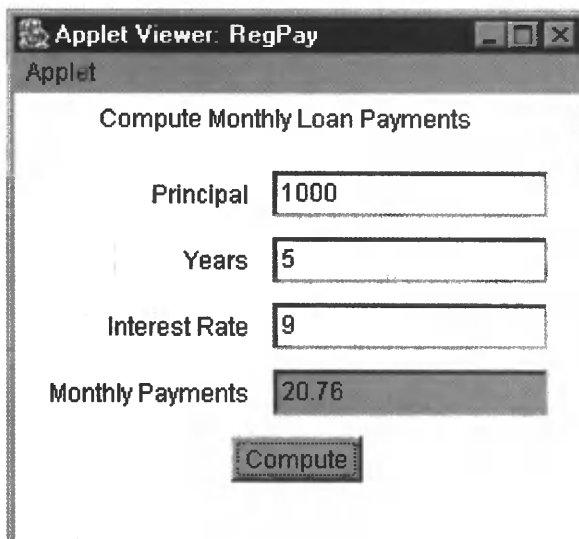 Applet Viewer: RegPay
Applet
Compute Monthly Loan Payments
Principal 1000
Years 5
Interest Rate 9
Monthly Payments 20.76
Compute